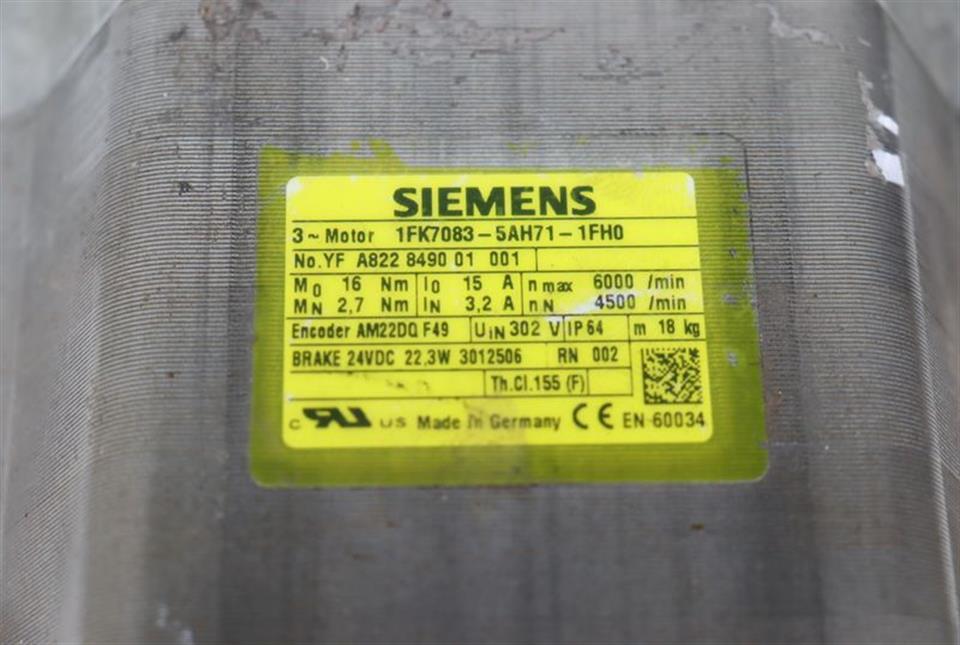 SIEMENS
3 ~ Motor 1FK7083-5AH71-1FH0
No.YF A822 8490 01 001
M0 16 Nm I0 15 A n max 6000 /min
MN 2,7 Nm IN 3,2 A n N 4500 /min
Encoder AM22DQ F49 UIN 302 V IP 64 m 18 kg
BRAKE 24VDC 22,3W 3012506 RN 002
Th.Cl.155 (F)
c RU US Made in Germany CE EN 60034